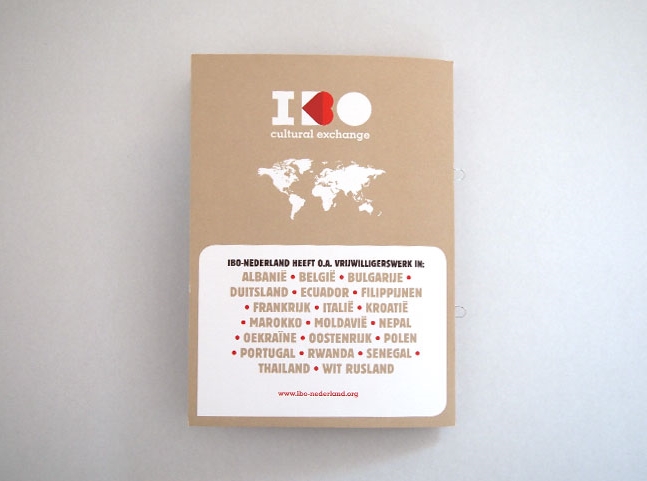 IBO
cultural exchange
IBO-NEDERLAND HEEFT O.A. VRIJWILLIGERSWERK IN:
ALBANIË • BELGIË • BULGARIJE •
DUITSLAND • ECUADOR • FILIPPIJNEN
• FRANKRIJK • ITALIË • KROATIË
• MAROKKO • MOLDAVIË • NEPAL
• OEKRAÏNE • OOSTENRIJK • POLEN
• PORTUGAL • RWANDA • SENEGAL •
THAILAND • WIT RUSLAND
www.ibo-nederland.org